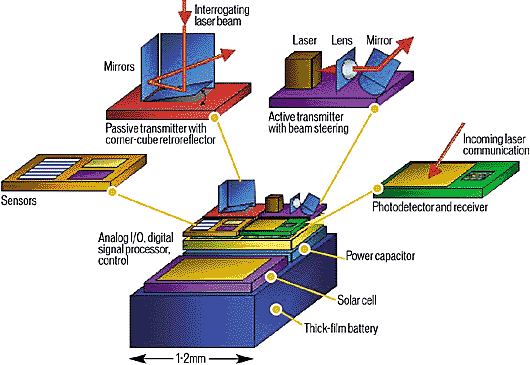 Interrogating
laser beam
Mirrors
Passive transmitter with
corner-cube retroreflector
Laser
Lens
Mirror
Active transmitter
with beam steering
Incoming laser
communication
Sensors
Photodetector and receiver
Analog I/O, digital
signal processor,
control
Power capacitor
Solar cell
Thick-film battery
1-2mm